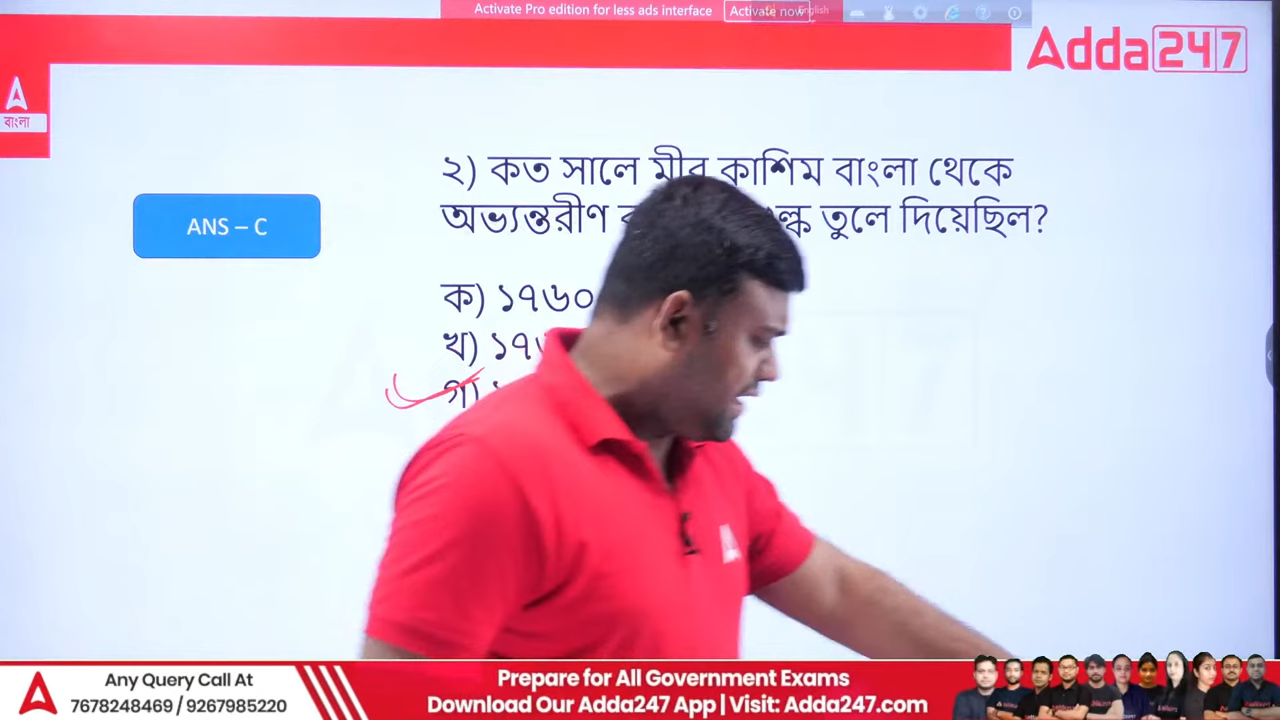 Activate Pro edition for less ads interface
Activate now
English
Adda247
বাংলা
২) কত সালে মীর কাশিম বাংলা থেকে
অভ্যন্তরীণ তুলে দিয়েছিল?
ANS – C
ক) ১৭৬০
খ)
গ)
Any Query Call At
7678248469 / 9267985220
Prepare for All Government Exams
Download Our Adda247 App | Visit: Adda247.com